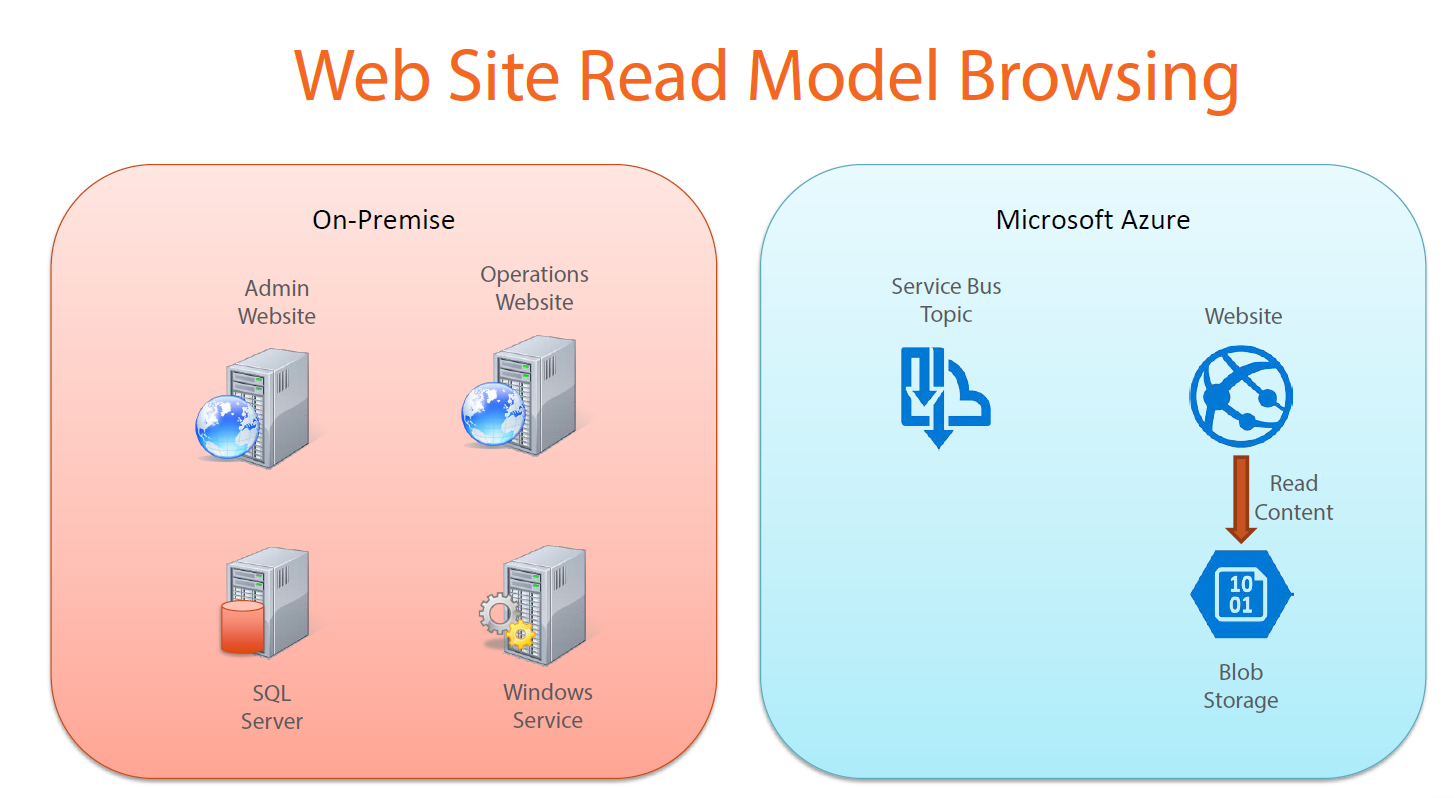 Web Site Read Model Browsing
On-Premise
Admin
Website
Operations
Website
SQL
Server
Windows
Service
Microsoft Azure
Service Bus
Topic
Website
Read
Content
10
01
Blob
Storage